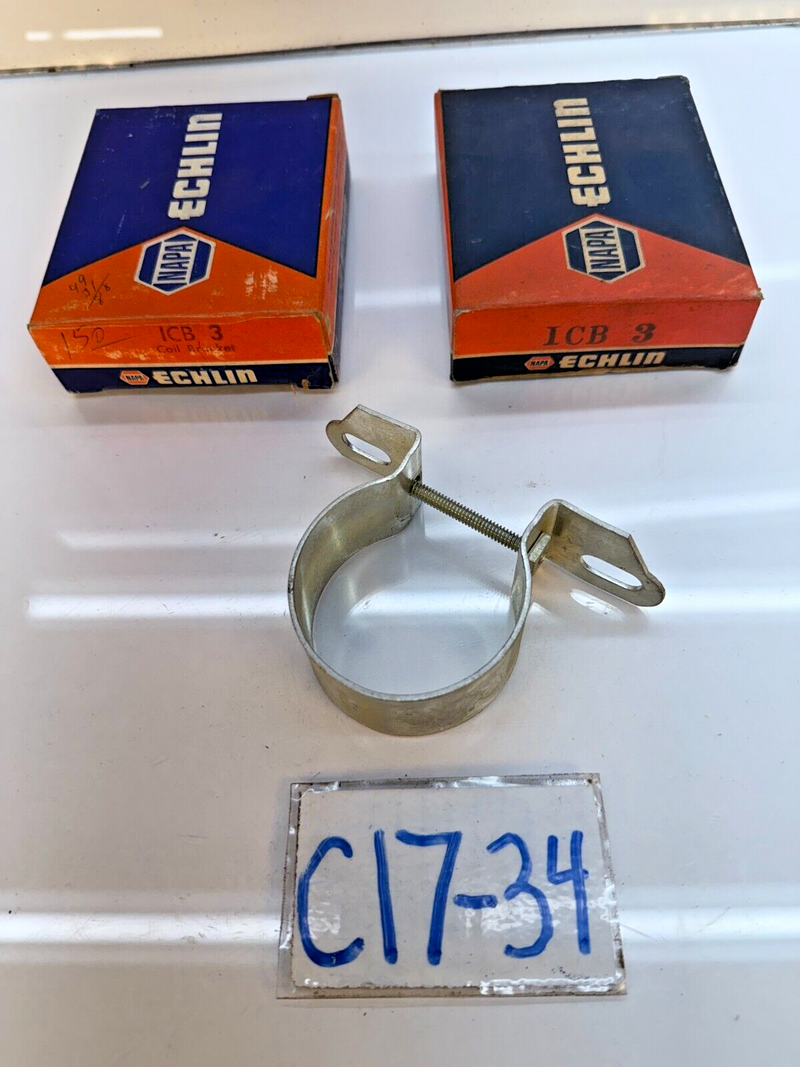 ECHLIN
NAPA
150
ICB 3
Coil Bracket
NAPA ECHLIN
ECHLIN
NAPA
ICB 3
NAPA ECHLIN
C17-34